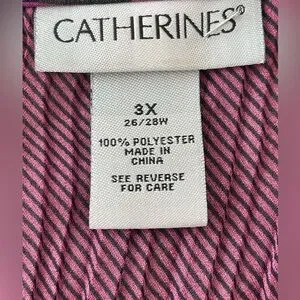 CATHERINES®
3X
26/28W
100% POLYESTER
MADE IN
CHINA
SEE REVERSE
FOR CARE